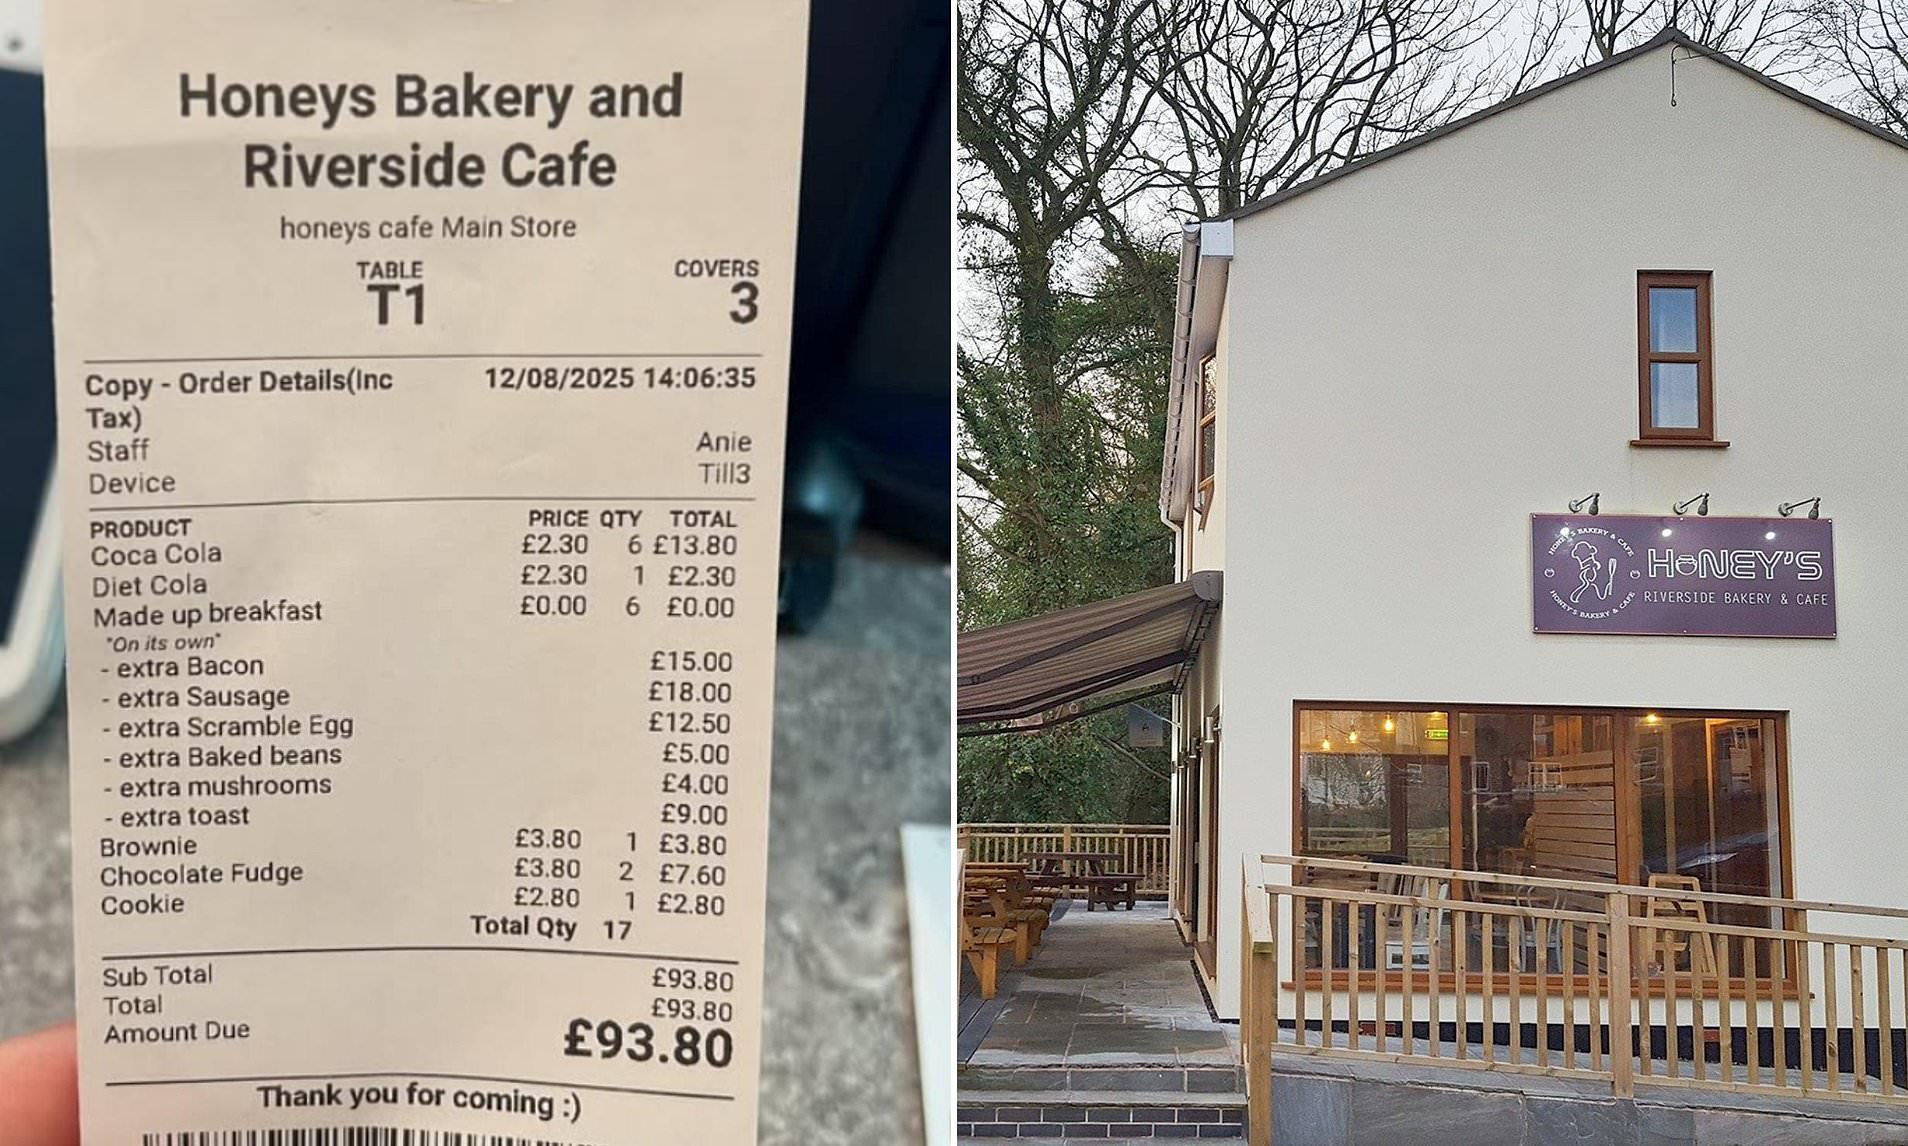 Honeys Bakery and
Riverside Cafe
honeys cafe Main Store
TABLE COVERS
T1 3
Copy - Order Details(Inc 12/08/2025 14:06:35
Tax)
Staff Anie
Device Till3
PRODUCT PRICE QTY TOTAL
Coca Cola £2.30 6 £13.80
Diet Cola £2.30 1 £2.30
Made up breakfast £0.00 6 £0.00
"On its own"
- extra Bacon £15.00
- extra Sausage £18.00
- extra Scramble Egg £12.50
- extra Baked beans £5.00
- extra mushrooms £4.00
- extra toast £9.00
Brownie £3.80 1 £3.80
Chocolate Fudge £3.80 2 £7.60
Cookie £2.80 1 £2.80
Total Qty 17
Sub Total £93.80
Total £93.80
Amount Due £93.80
Thank you for coming :)
HONEY'S BAKERY & CAFE
HONEY'S BAKERY & CAFE
HONEY'S
RIVERSIDE BAKERY & CAFE